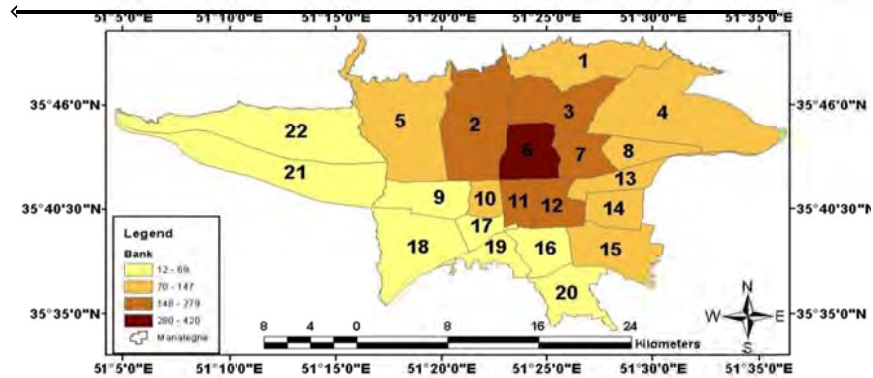 51°5'0"E 51°10'0"E 51°15'0"E 51°20'0"E 51°25'0"E 51°30'0"E 51°35'0"E
1
35°46'0"N 5 2 3 4 35°46'0"N
22 6 7 8
21 13
35°40'30"N 9 10 11 12 14 35°40'30"N
17
18 19 16 15
20
Legend
Bank
12 - 69
70 - 147
148 - 279
280 - 420
Manateghe
35°35'0"N 35°35'0"N
N
W E
S
8 4 0 8 16 24
Kilometers
51°5'0"E 51°10'0"E 51°15'0"E 51°20'0"E 51°25'0"E 51°30'0"E 51°35'0"E